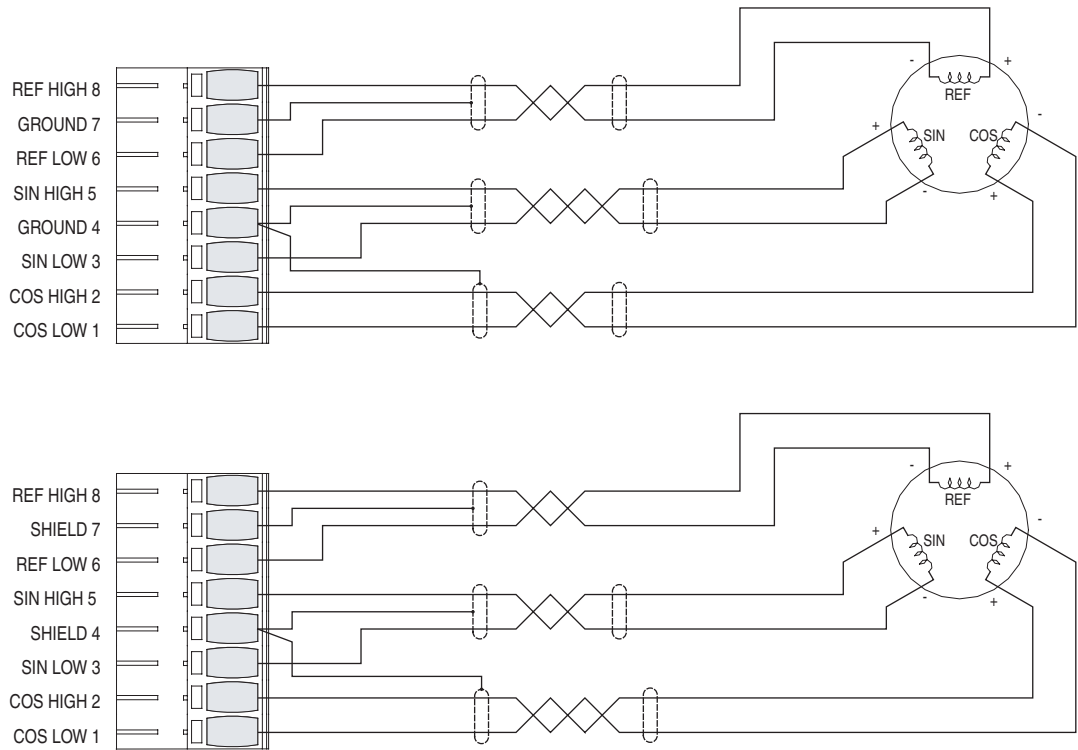 REF HIGH 8
GROUND 7
REF LOW 6
SIN HIGH 5
GROUND 4
SIN LOW 3
COS HIGH 2
COS LOW 1
- +
REF
+ SIN COS -
- +
REF HIGH 8
SHIELD 7
REF LOW 6
SIN HIGH 5
SHIELD 4
SIN LOW 3
COS HIGH 2
COS LOW 1
- +
REF
+ SIN COS -
- +